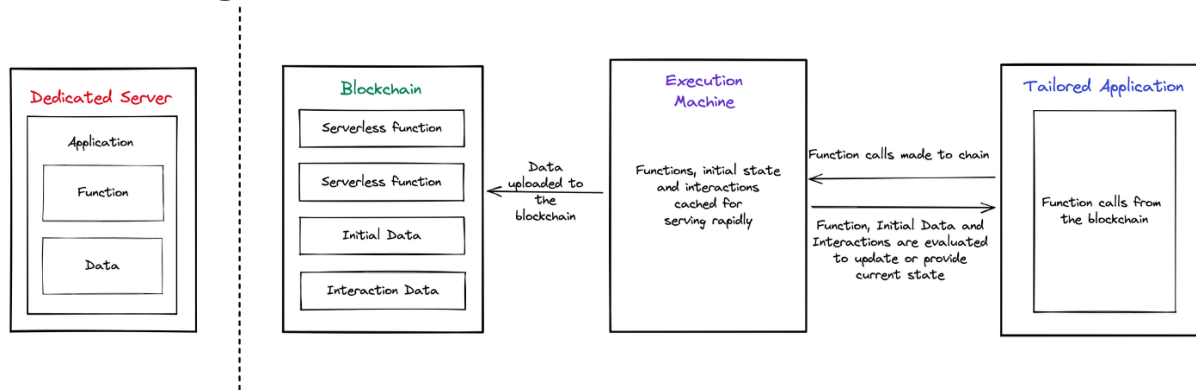 Dedicated Server
Application
Function
Data
Blockchain
Serverless function
Serverless function
Initial Data
Interaction Data
Data
uploaded to
the
blockchain
Execution
Machine
Functions, initial state
and interactions
cached for
serving rapidly
Function calls made to chain
Function, Initial Data and
Interactions are evaluated
to update or provide
current state
Tailored Application
Function calls from
the blockchain